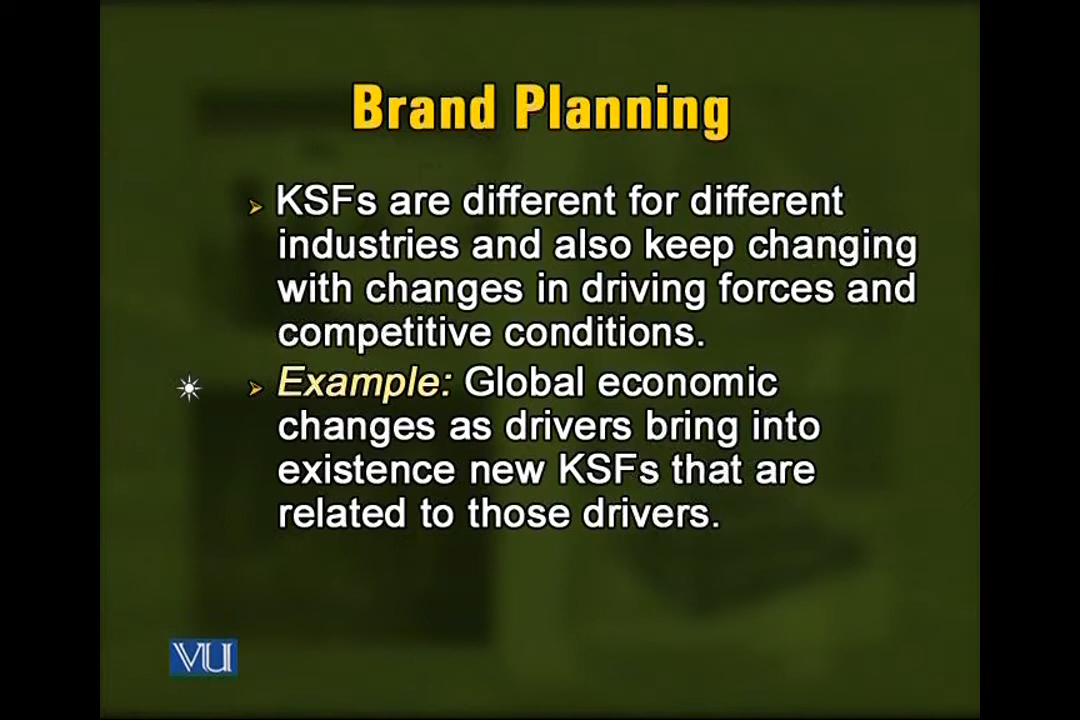 Brand Planning
KSFs are different for different
industries and also keep changing
with changes in driving forces and
competitive conditions.
Example: Global economic
changes as drivers bring into
existence new KSFs that are
related to those drivers.
VU